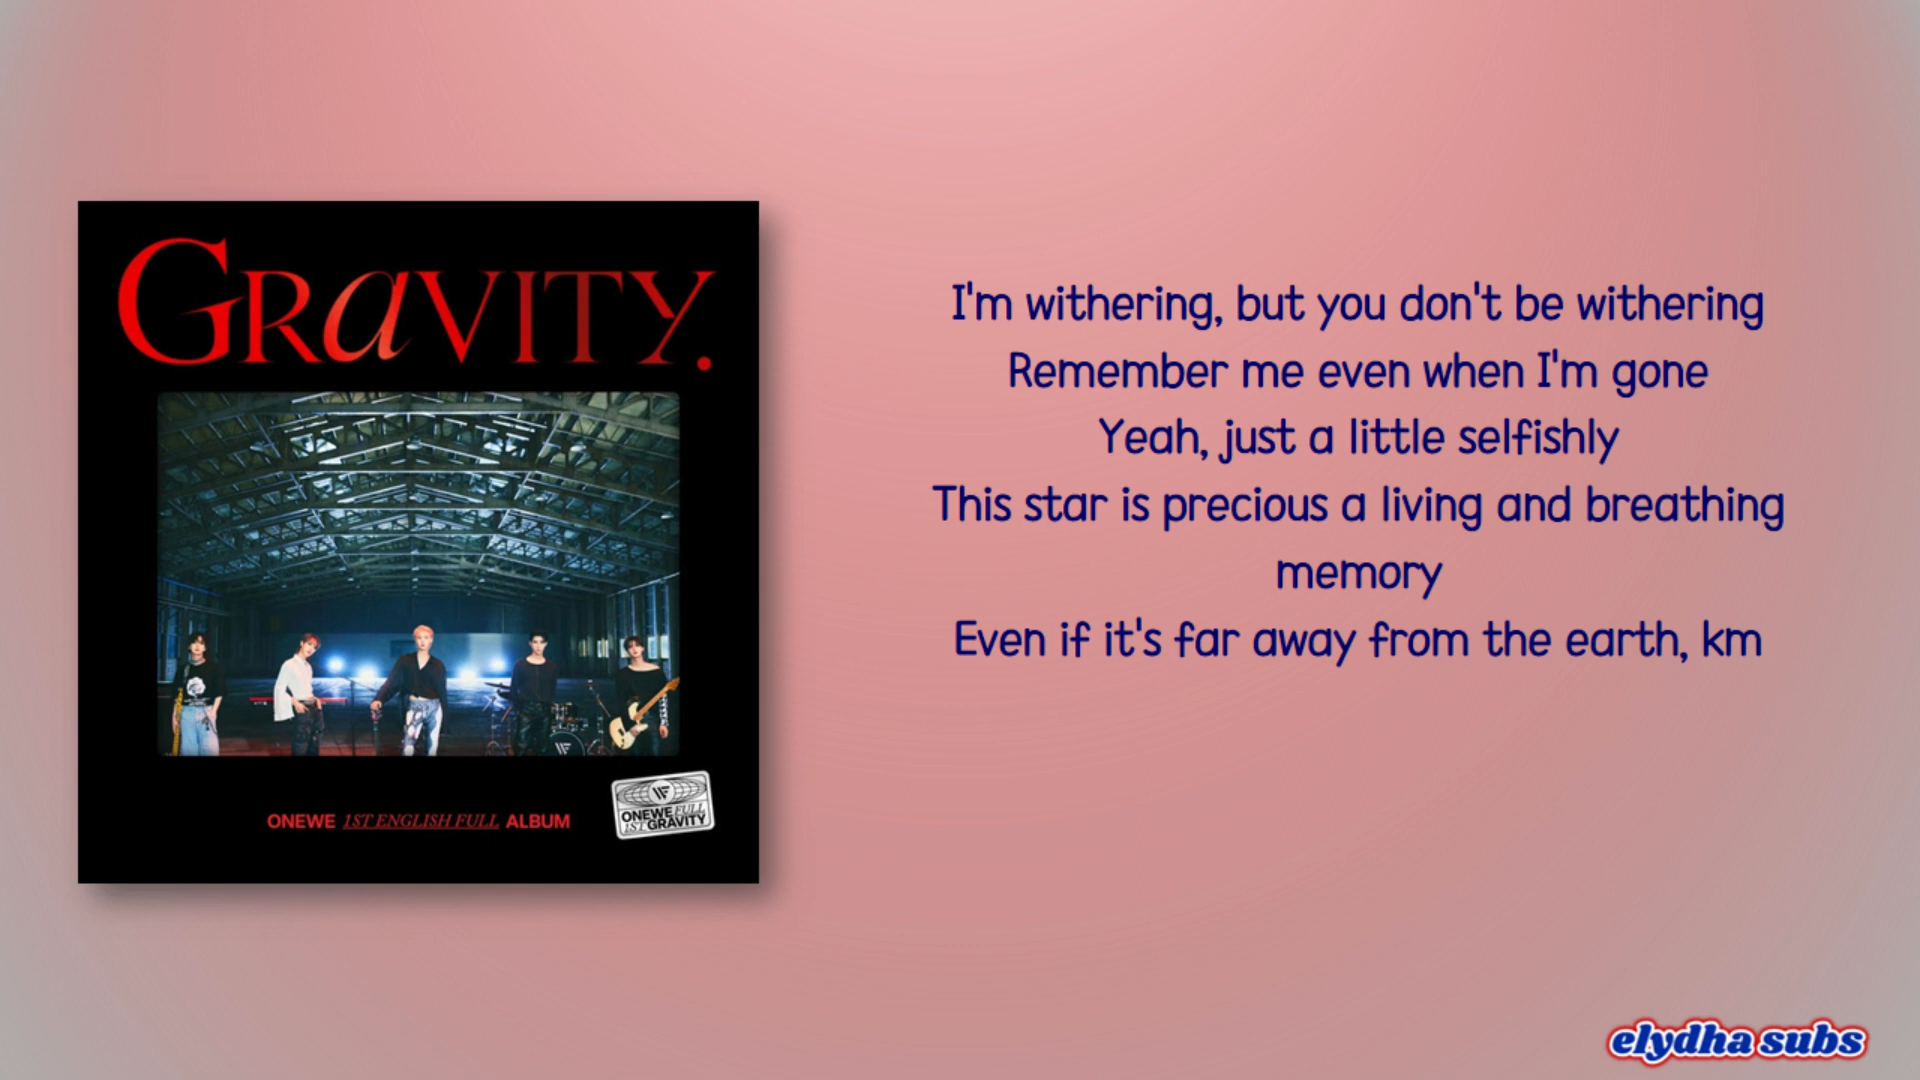 GRaVITY.
ONEWE 1ST ENGLISH FULL ALBUM
ONEWE FULL
1ST GRAVITY
I'm withering, but you don't be withering
Remember me even when I'm gone
Yeah, just a little selfishly
This star is precious a living and breathing
memory
Even if it's far away from the earth, km
elydha subs